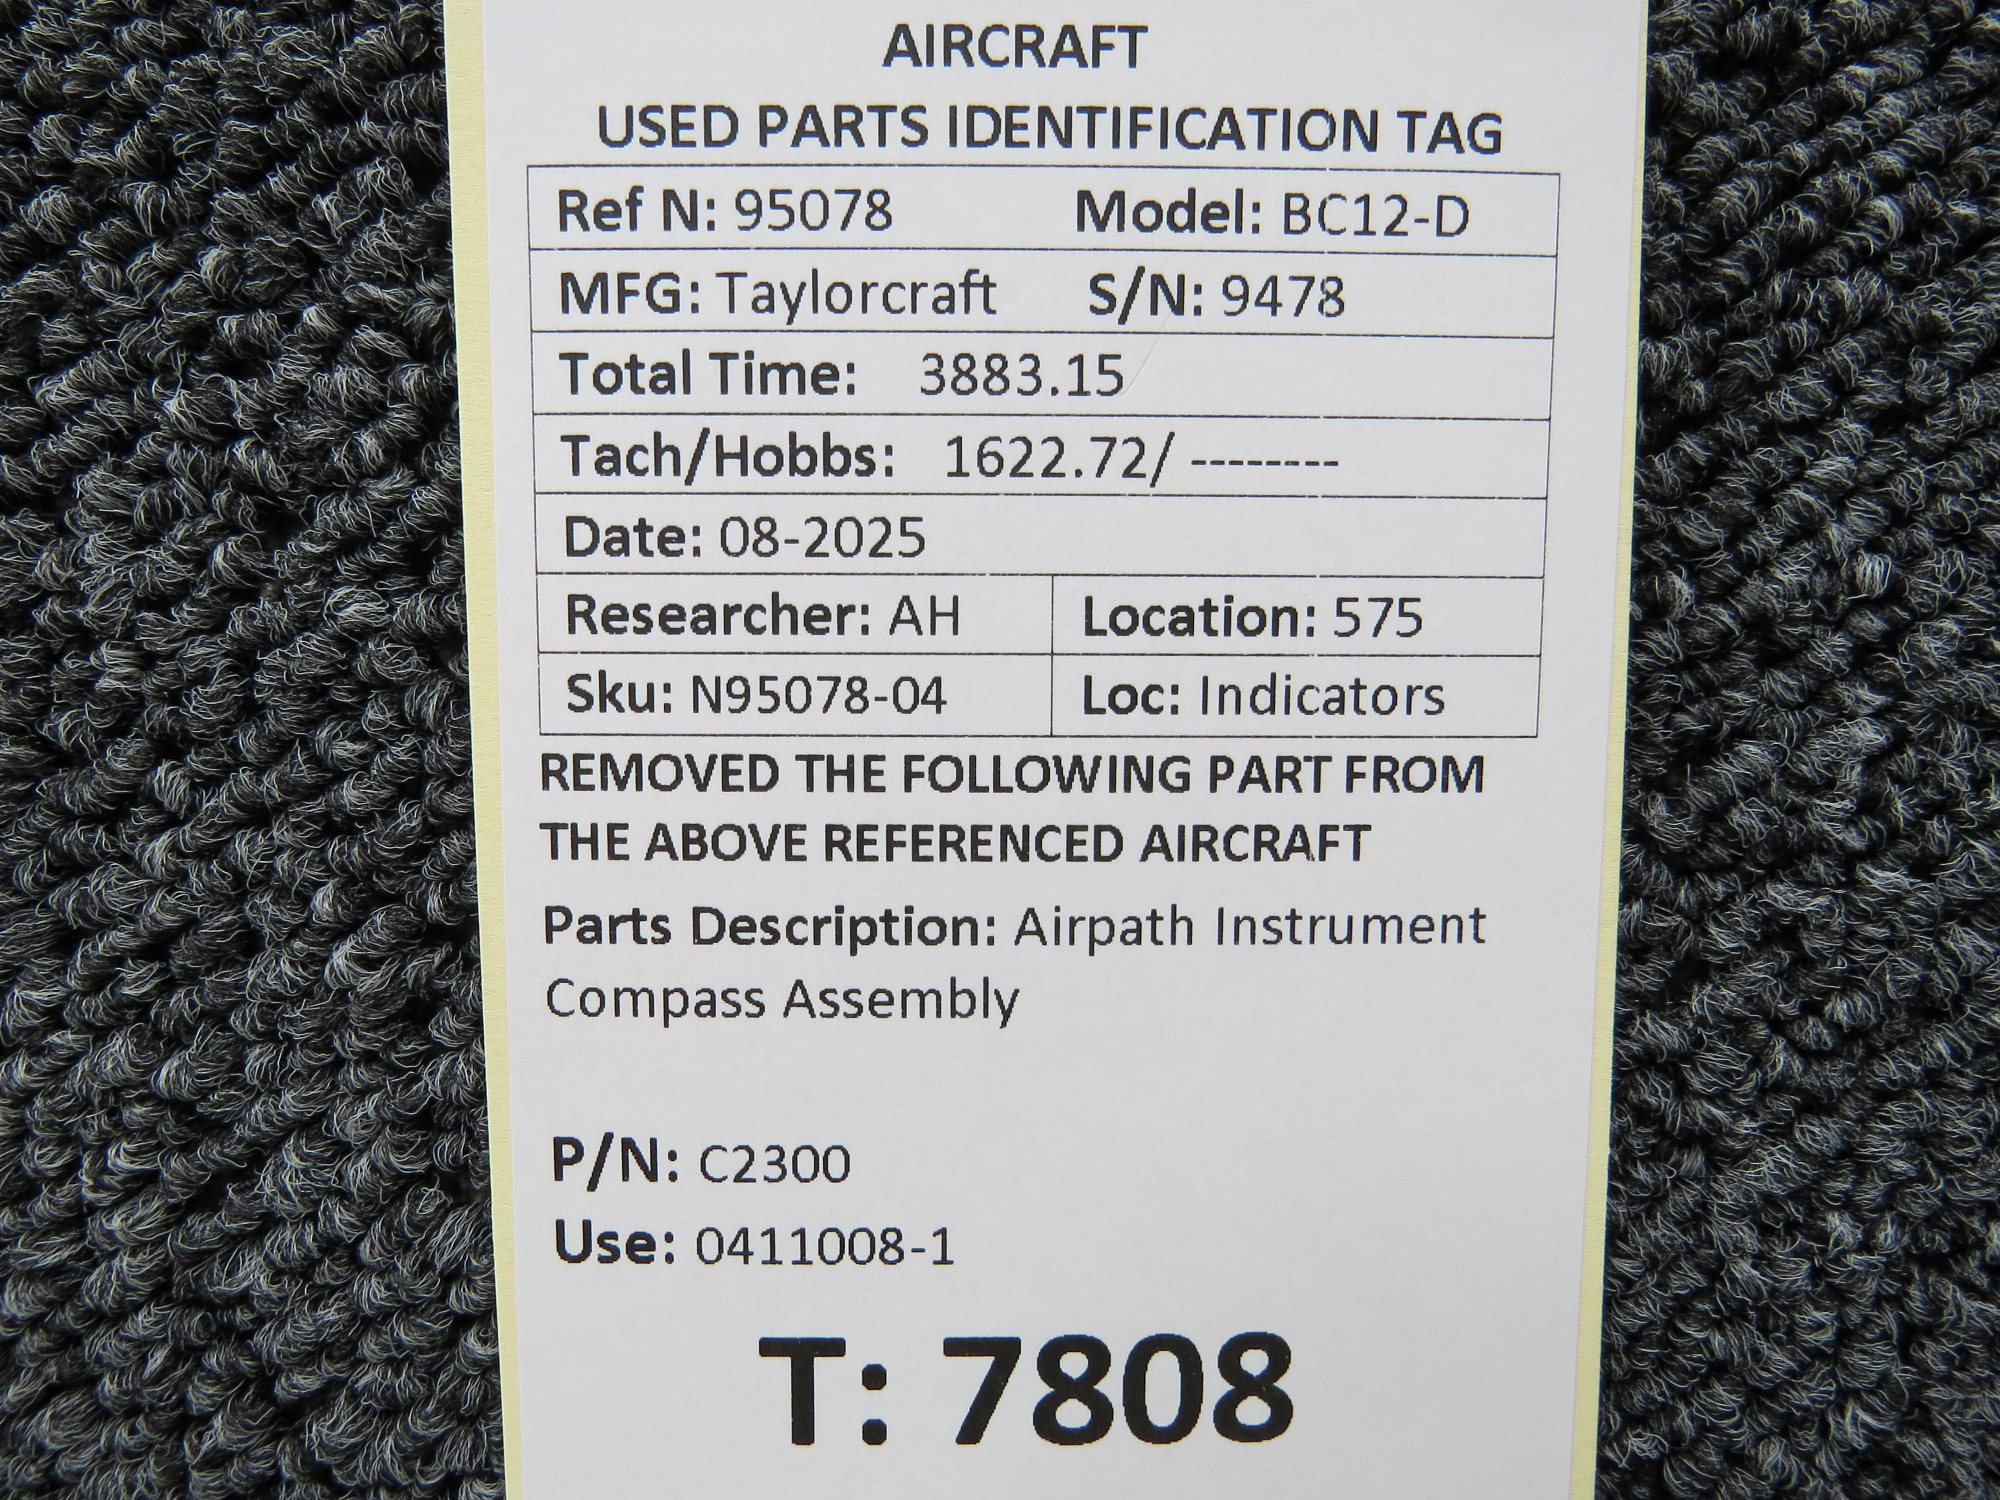 AIRCRAFT
USED PARTS IDENTIFICATION TAG
Ref N: 95078 Model: BC12-D
MFG: Taylorcraft S/N: 9478
Total Time: 3883.15
Tach/Hobbs: 1622.72/ --------
Date: 08-2025
Researcher: AH Location: 575
Sku: N95078-04 Loc: Indicators
REMOVED THE FOLLOWING PART FROM
THE ABOVE REFERENCED AIRCRAFT
Parts Description: Airpath Instrument
Compass Assembly
P/N: C2300
Use: 0411008-1
T: 7808